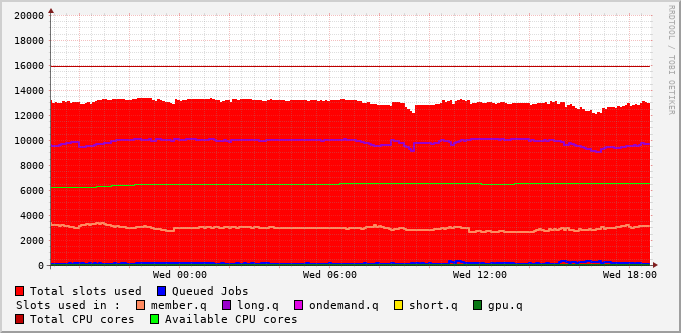 20000
18000
16000
14000
12000
10000
8000
6000
4000
2000
0
Wed 00:00 Wed 06:00 Wed 12:00 Wed 18:00
RRDTOOL / TOBI OETIKER
Total slots used Queued Jobs
Slots used in : member.q long.q ondemand.q short.q gpu.q
Total CPU cores Available CPU cores